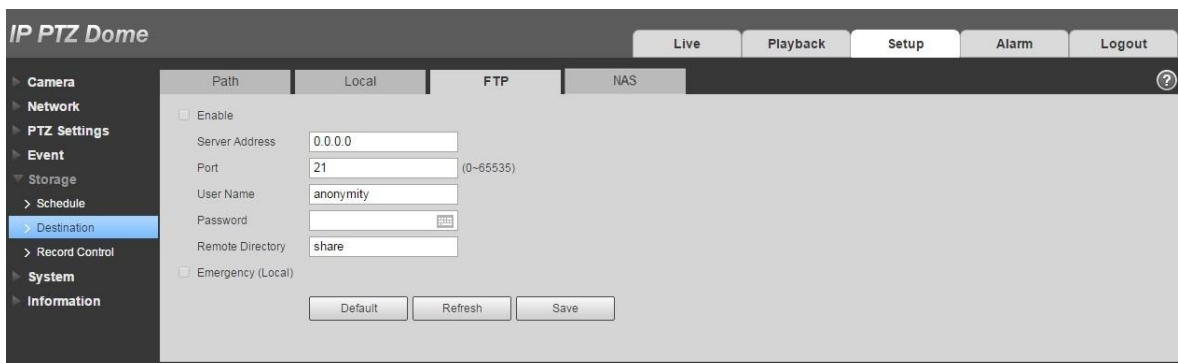 IP PTZ Dome
Live Playback Setup Alarm Logout
Camera
Network
PTZ Settings
Event
Storage
> Schedule
> Destination
> Record Control
System
Information
Path Local FTP NAS ?
Enable
Server Address 0.0.0.0
Port 21 (0~65535)
User Name anonymity
Password
Remote Directory share
Emergency (Local)
Default Refresh Save